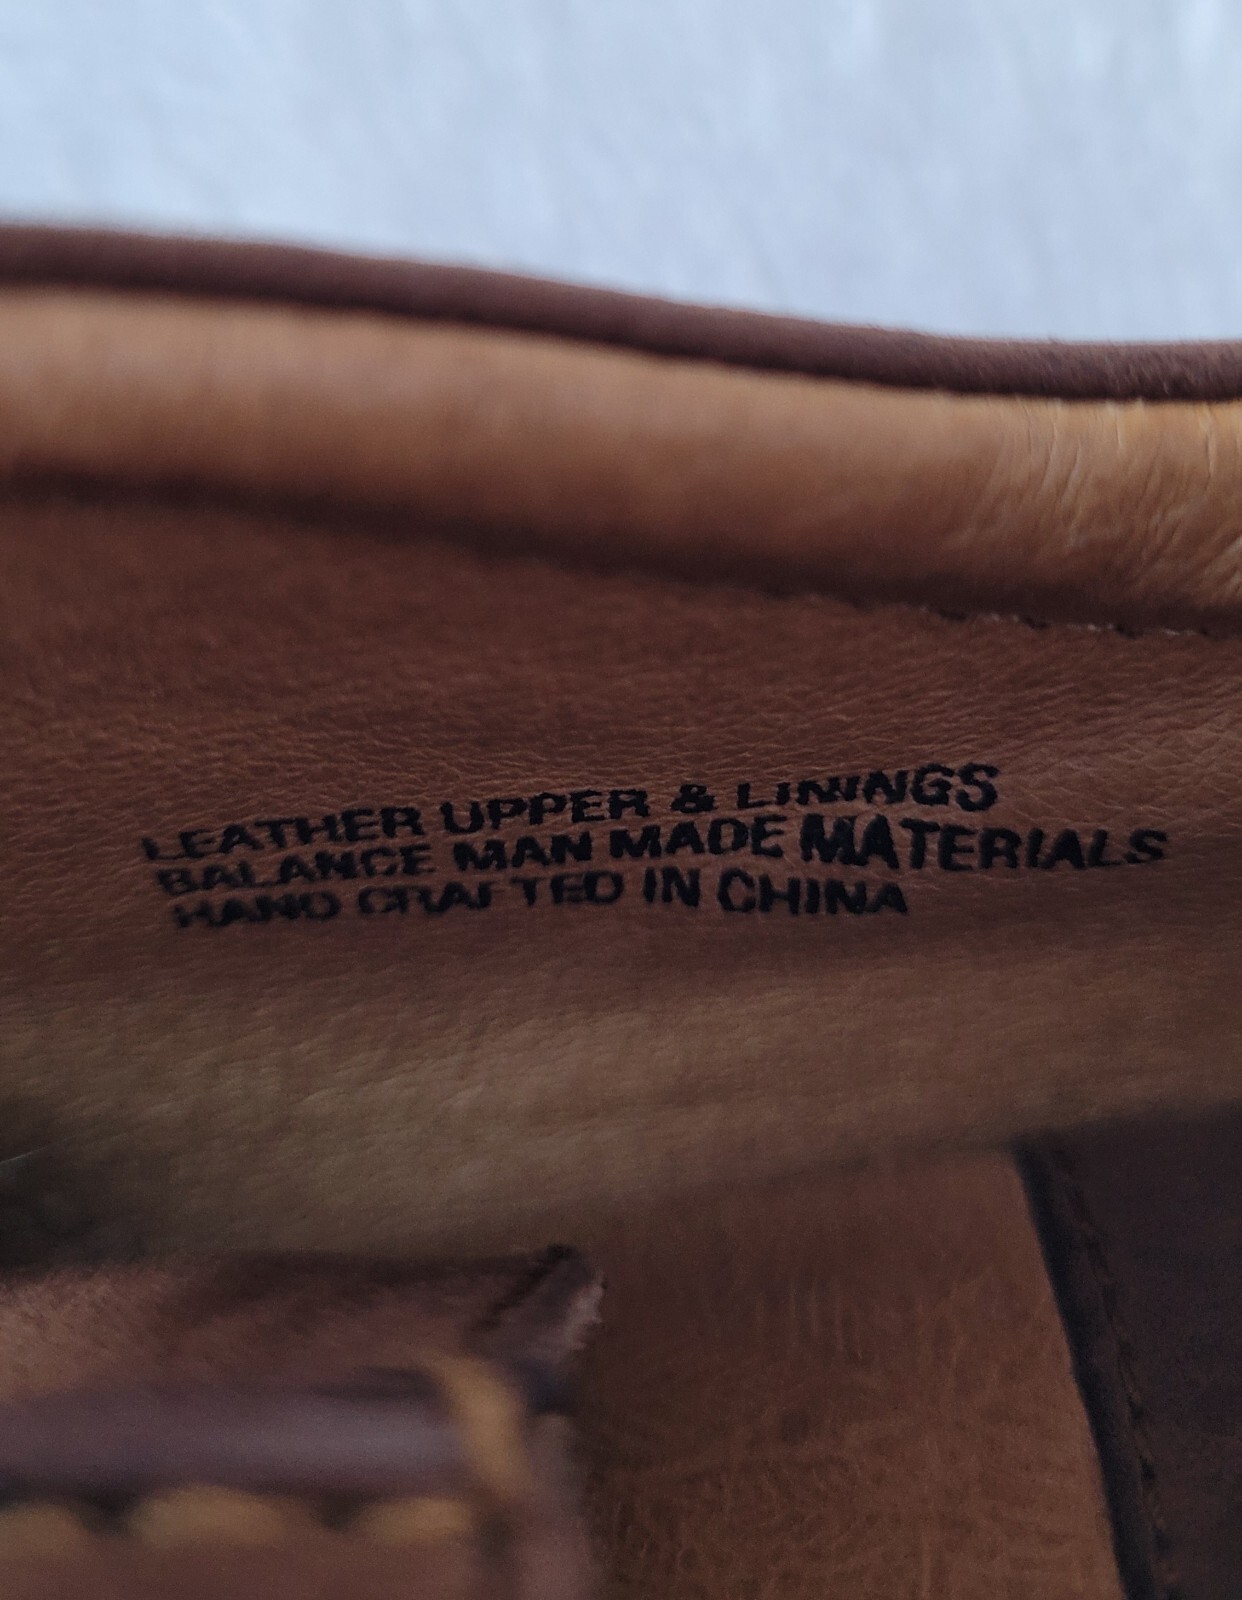 LEATHER UPPER & LININGS
BALANCE MAN MADE MATERIALS
HAND CRAFTED IN CHINA